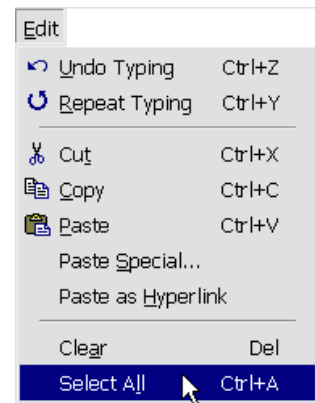 Edit
Undo Typing Ctrl+Z
Repeat Typing Ctrl+Y
Cut Ctrl+X
Copy Ctrl+C
Paste Ctrl+V
Paste Special...
Paste as Hyperlink
Clear Del
Select All Ctrl+A